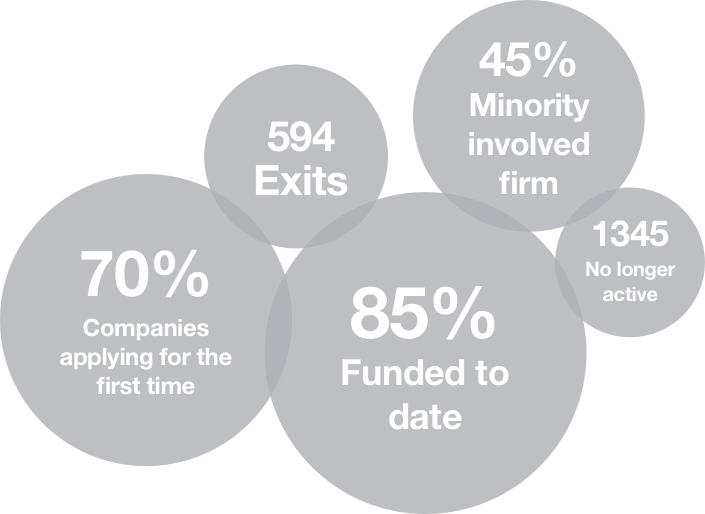 45%
Minority
involved
firm
594
Exits
1345
No longer
active
70%
Companies
applying for the
first time
85%
Funded to
date